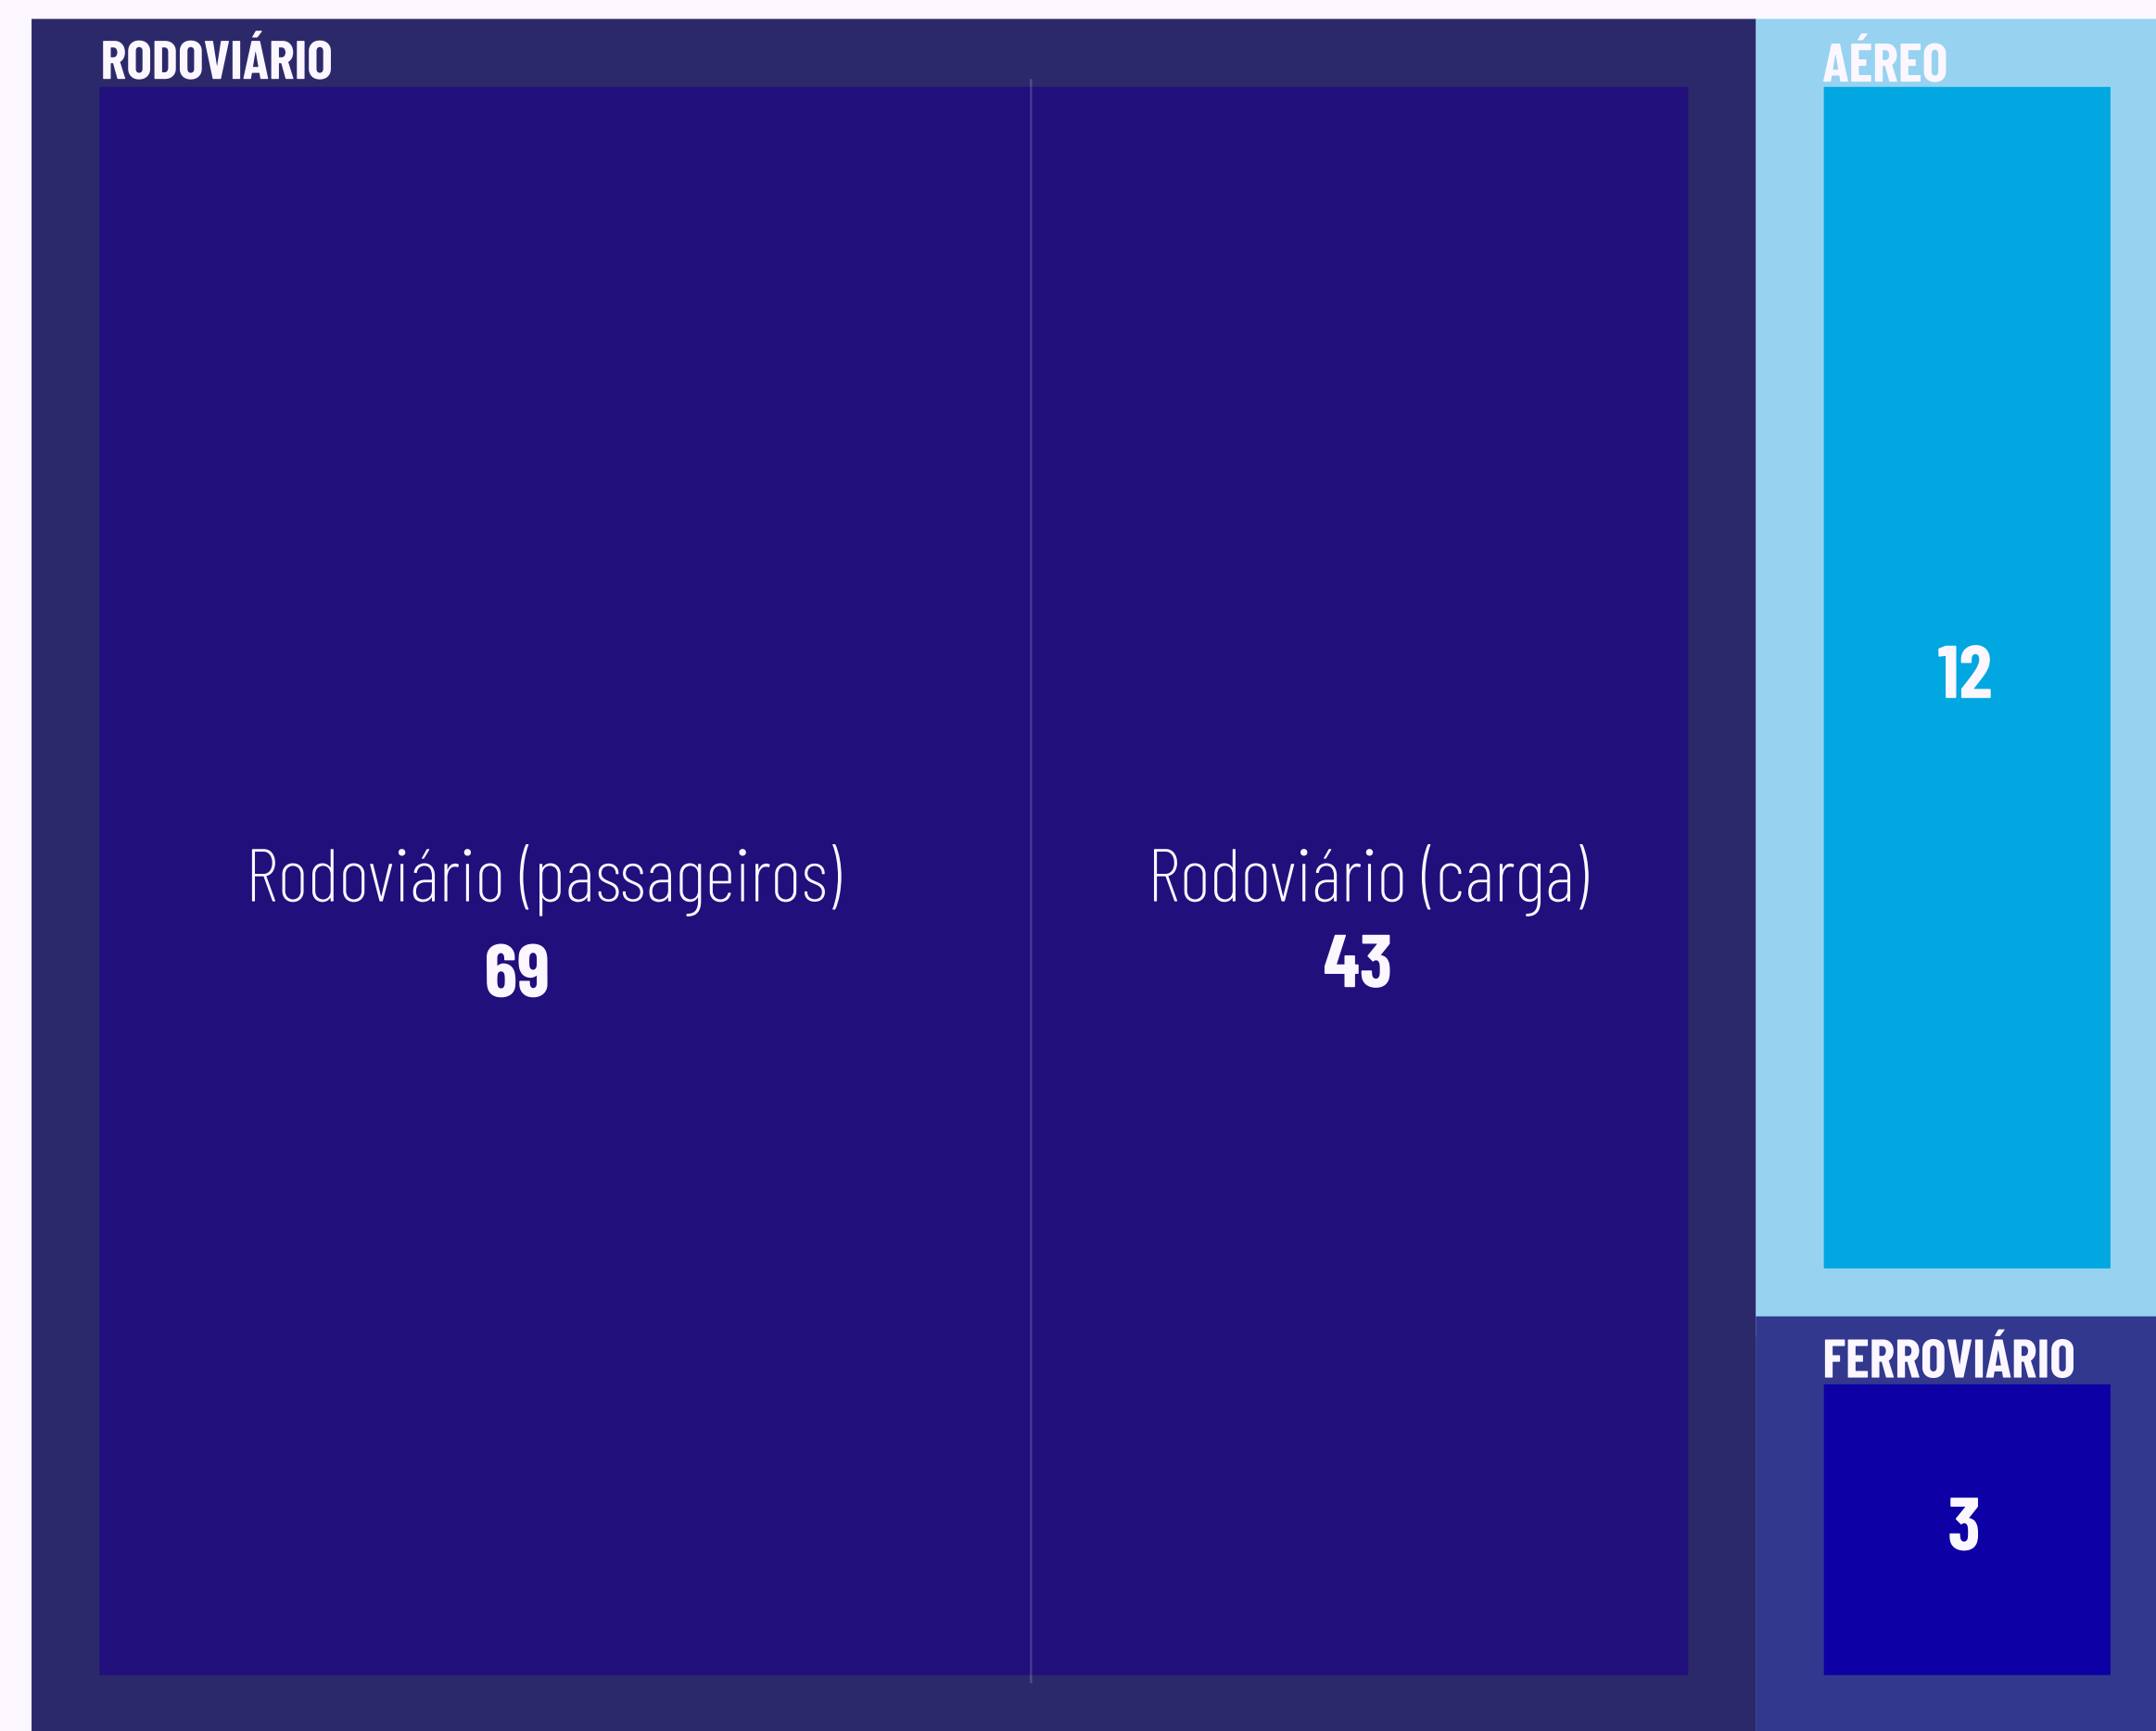 RODOVIÁRIO
Rodoviário (passageiros)
69
Rodoviário (carga)
43
AÉREO
12
FERROVIÁRIO
3